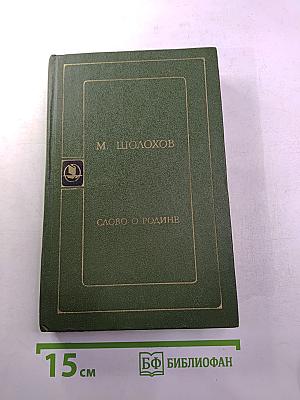 М. ШОЛОХОВ
СЛОВО О РОДИНЕ
15 СМ
БФ БИБЛИОФАН